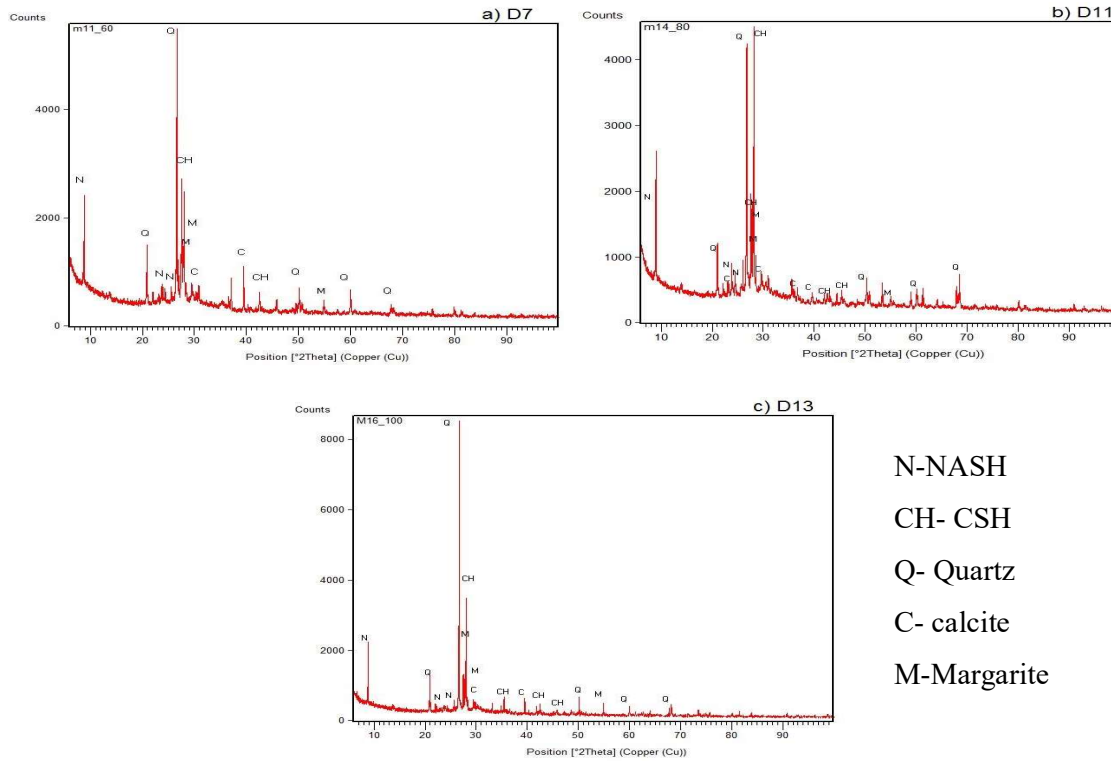 a) D7
Counts
m11_60
Q
4000
CH
N
2000
M
Q
M
C
N
N
C
CH
Q
M
Q
Q
0
10 20 30 40 50 60 70 80 90
Position [°2Theta] (Copper (Cu))
b) D11
Counts
m14_80
Q
CH
4000
3000
2000
N
CH
M
M
1000
Q
N
C
N
C
C
C
CH
CH
Q
M
Q
Q
0
10 20 30 40 50 60 70 80 90
Position [°2Theta] (Copper (Cu))
c) D13
Counts
M16_100
Q
8000
6000
4000
CH
2000
N
M
M
Q
N
N
C
CH
C
CH
CH
Q
M
Q
Q
0
10 20 30 40 50 60 70 80 90
Position [°2Theta] (Copper (Cu))
N-NASH
CH- CSH
Q- Quartz
C- calcite
M-Margarite